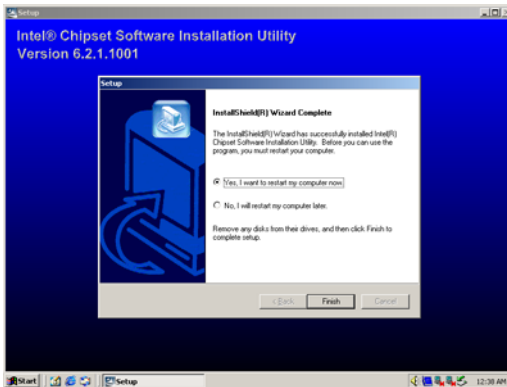 Setup
Intel® Chipset Software Installation Utility
Version 6.2.1.1001
Setup
InstallShield(R) Wizard Complete
The InstallShield(R) Wizard has successfully installed Intel(R)
Chipset Software Installation Utility. Before you can use the
program, you must restart your computer.
Yes, I want to restart my computer now.
No, I will restart my computer later.
Remove any disks from their drives, and then click Finish to
complete setup.
< Back Finish Cancel
Start Setup 12:38 AM